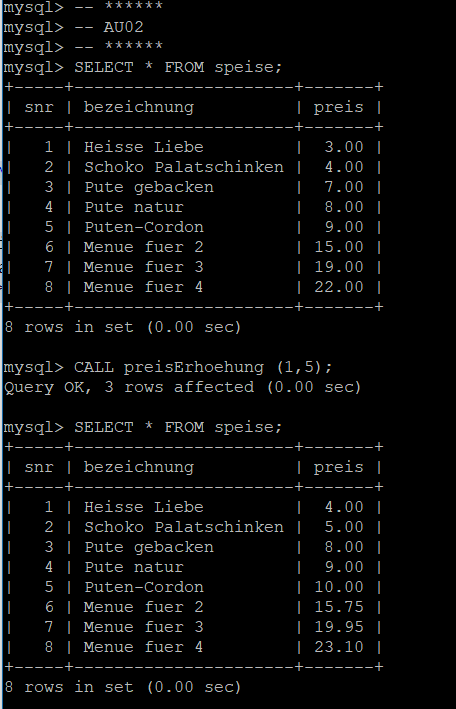 mysql> -- ******
mysql> -- AU02
mysql> -- ******
mysql> SELECT * FROM speise;
+-----+----------------------+-------+
| snr | bezeichnung          | preis |
+-----+----------------------+-------+
|   1 | Heisse Liebe         |  3.00 |
|   2 | Schoko Palatschinken |  4.00 |
|   3 | Pute gebacken        |  7.00 |
|   4 | Pute natur           |  8.00 |
|   5 | Puten-Cordon         |  9.00 |
|   6 | Menue fuer 2         | 15.00 |
|   7 | Menue fuer 3         | 19.00 |
|   8 | Menue fuer 4         | 22.00 |
+-----+----------------------+-------+
8 rows in set (0.00 sec)
mysql> CALL preisErhoehung (1,5);
Query OK, 3 rows affected (0.00 sec)
mysql> SELECT * FROM speise;
+-----+----------------------+-------+
| snr | bezeichnung          | preis |
+-----+----------------------+-------+
|   1 | Heisse Liebe         |  4.00 |
|   2 | Schoko Palatschinken |  5.00 |
|   3 | Pute gebacken        |  8.00 |
|   4 | Pute natur           |  9.00 |
|   5 | Puten-Cordon         | 10.00 |
|   6 | Menue fuer 2         | 15.75 |
|   7 | Menue fuer 3         | 19.95 |
|   8 | Menue fuer 4         | 23.10 |
+-----+----------------------+-------+
8 rows in set (0.00 sec)